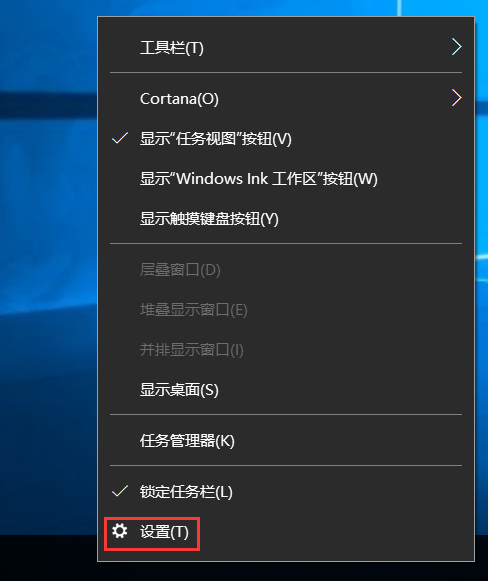 工具栏(T)
Cortana(O)
显示“任务视图”按钮(V)
显示“Windows Ink 工作区”按钮(W)
显示触摸键盘按钮(Y)
层叠窗口(D)
堆叠显示窗口(E)
并排显示窗口(I)
显示桌面(S)
任务管理器(K)
锁定任务栏(L)
设置(T)